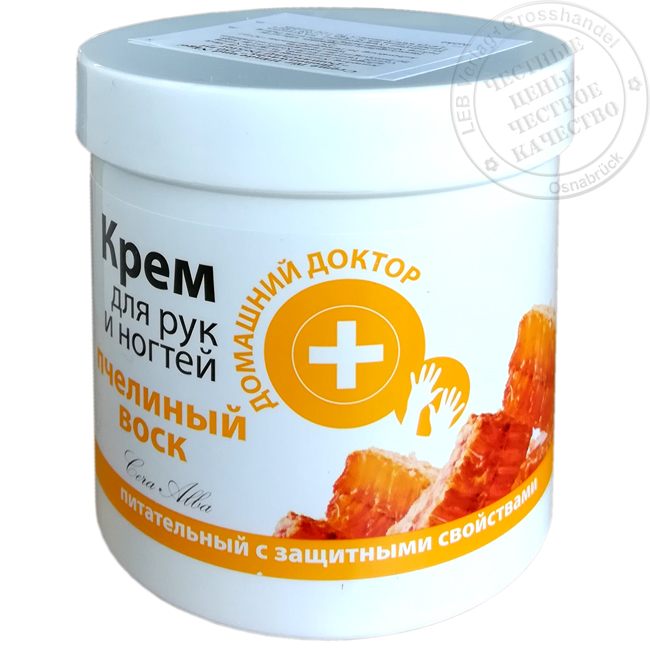 Крем
для рук
и ногтей
пчелиный
воск
Cera Alba
ДОМАШНИЙ ДОКТОР
питательный с защитными свойствами
LEB Vertags Grosshandel
ЧЕСТНЫЕ
ЦЕНЫ,
ЧЕСТНОЕ
КАЧЕСТВО
Osnabrück